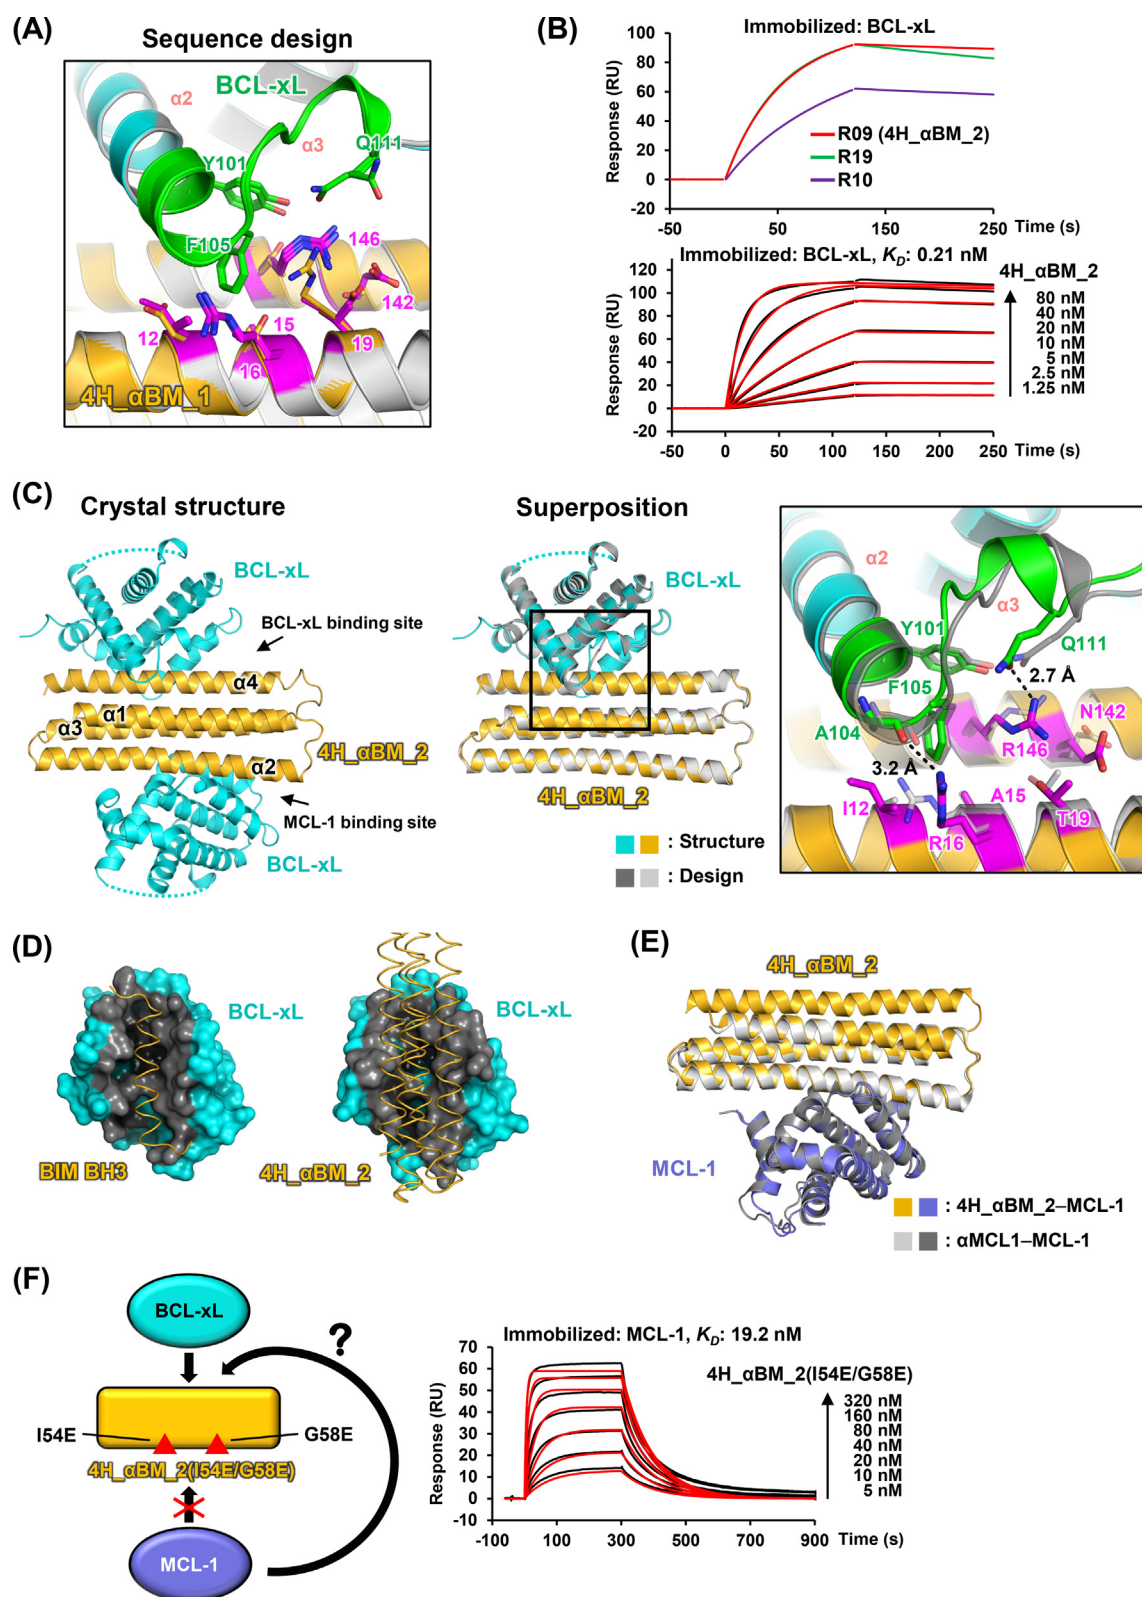 (A)
Sequence design
BCL-xL
α2
α3
Q111
Y101
F105
146
142
12
15
16
19
4H_αBM_1
(B)
Immobilized: BCL-xL
Response (RU)
100
80
60
40
20
0
-20
R09 (4H_αBM_2)
R19
R10
-50
50
150
250
Time (s)
Immobilized: BCL-xL, KD: 0.21 nM
Response (RU)
120
100
80
60
40
20
0
-20
4H_αBM_2
80 nM
40 nM
20 nM
10 nM
5 nM
2.5 nM
1.25 nM
-50
0
50
100
150
200
250
Time (s)
(C)
Crystal structure
BCL-xL
BCL-xL binding site
α4
α1
α3
α2
4H_αBM_2
MCL-1 binding site
BCL-xL
Superposition
BCL-xL
4H_αBM_2
: Structure
: Design
α2
α3
Y101
Q111
F105
2.7 Å
A104
N142
R146
3.2 Å
I12
A15
T19
R16
(D)
BCL-xL
BIM BH3
BCL-xL
4H_αBM_2
(E)
4H_αBM_2
MCL-1
: 4H_αBM_2–MCL-1
: αMCL1–MCL-1
(F)
BCL-xL
?
I54E
G58E
4H_αBM_2(I54E/G58E)
MCL-1
Immobilized: MCL-1, KD: 19.2 nM
Response (RU)
70
60
50
40
30
20
10
0
-10
4H_αBM_2(I54E/G58E)
320 nM
160 nM
80 nM
40 nM
20 nM
10 nM
5 nM
-100
100
300
500
700
900
Time (s)